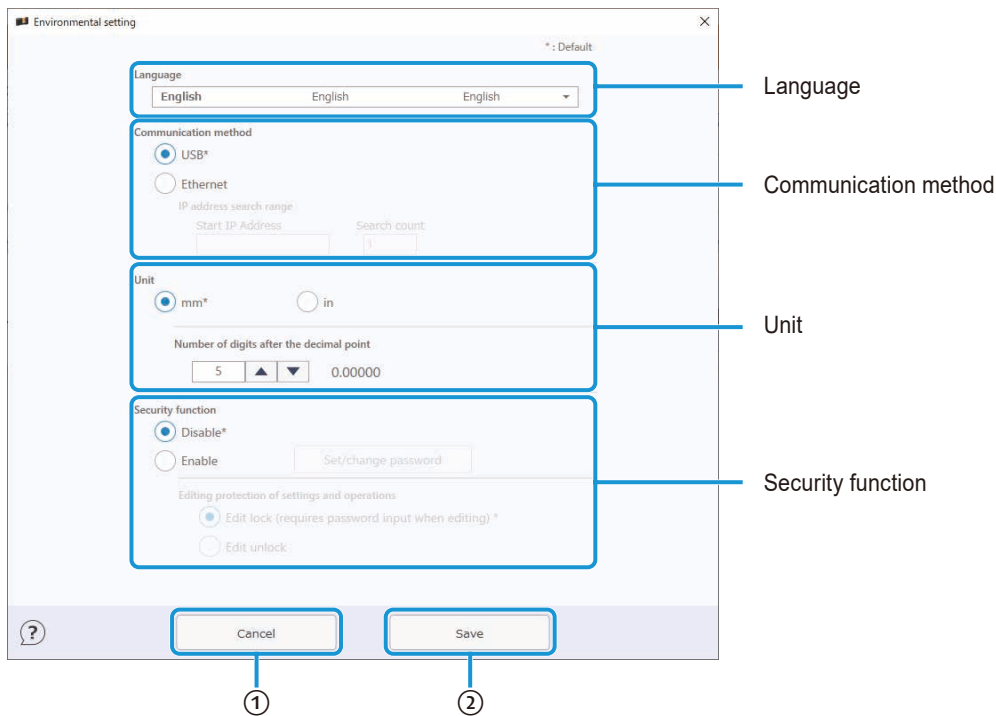 Environmental setting
* : Default
Language
English English English
Language
Communication method
USB*
Ethernet
IP address search range
Start IP Address Search count
1
Communication method
Unit
mm* in
Number of digits after the decimal point
5 0.00000
Unit
Security function
Disable*
Enable Set/change password
Editing protection of settings and operations
Edit lock (requires password input when editing) *
Edit unlock
Security function
? Cancel Save
① ②